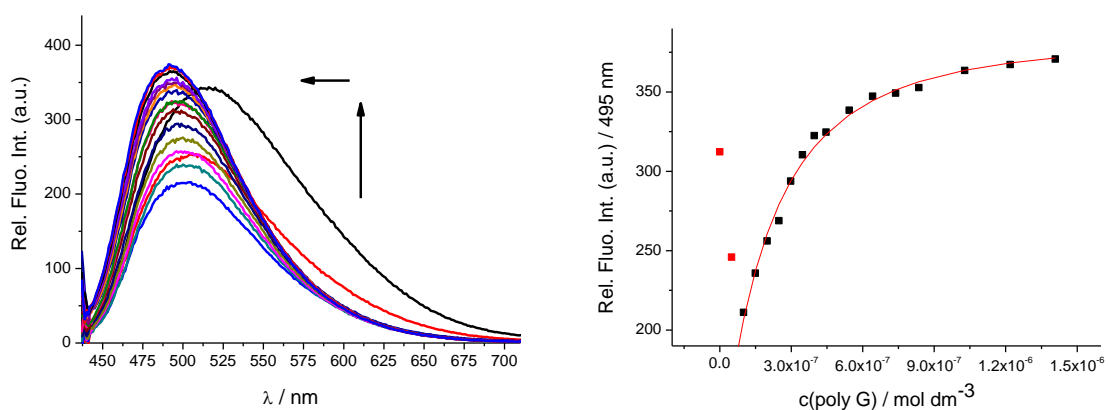 Rel. Fluo. Int. (a.u.)
400
300
200
100
0
450 475 500 525 550 575 600 625 650 675 700
λ / nm
Rel. Fluo. Int. (a.u.) / 495 nm
350
300
250
200
0.0 3.0x10⁻⁷ 6.0x10⁻⁷ 9.0x10⁻⁷ 1.2x10⁻⁶ 1.5x10⁻⁶
c(poly G) / mol dm⁻³